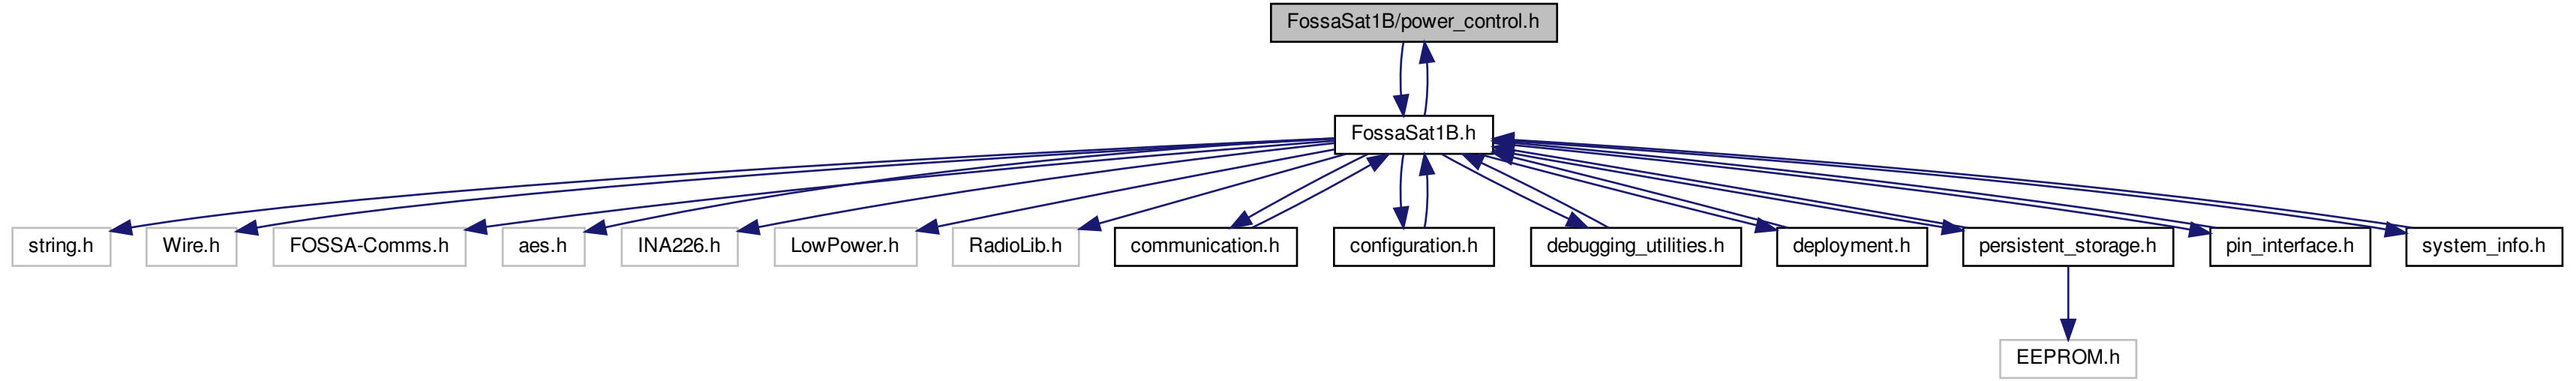 FossaSat1B/power_control.h
FossaSat1B.h
string.h
Wire.h
FOSSA-Comms.h
aes.h
INA226.h
LowPower.h
RadioLib.h
communication.h
configuration.h
debugging_utilities.h
deployment.h
persistent_storage.h
pin_interface.h
system_info.h
EEPROM.h